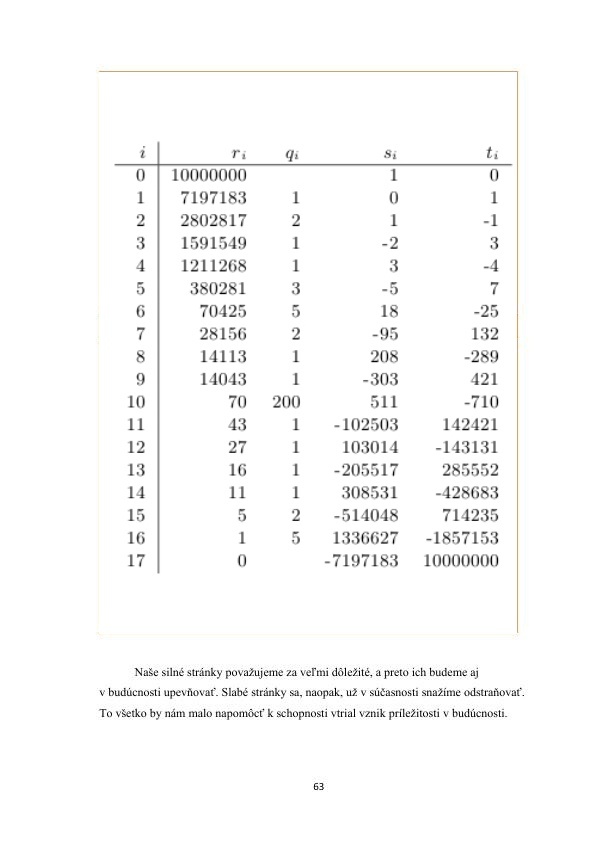 i r i q i s i t i
0 10000000 1 0
1 7197183 1 0 1
2 2802817 2 1 -1
3 1591549 1 -2 3
4 1211268 1 3 -4
5 380281 3 -5 7
6 70425 5 18 -25
7 28156 2 -95 132
8 14113 1 208 -289
9 14043 1 -303 421
10 70 200 511 -710
11 43 1 -102503 142421
12 27 1 103014 -143131
13 16 1 -205517 285552
14 11 1 308531 -428683
15 5 2 -514048 714235
16 1 5 1336627 -1857153
17 0 -7197183 10000000
Naše silné stránky považujeme za veľmi dôležité, a preto ich budeme aj
v budúcnosti upevňovať. Slabé stránky sa, naopak, už v súčasnosti snažíme odstraňovať.
To všetko by nám malo napomôcť k schopnosti vtrial vznik príležitosti v budúcnosti.
63